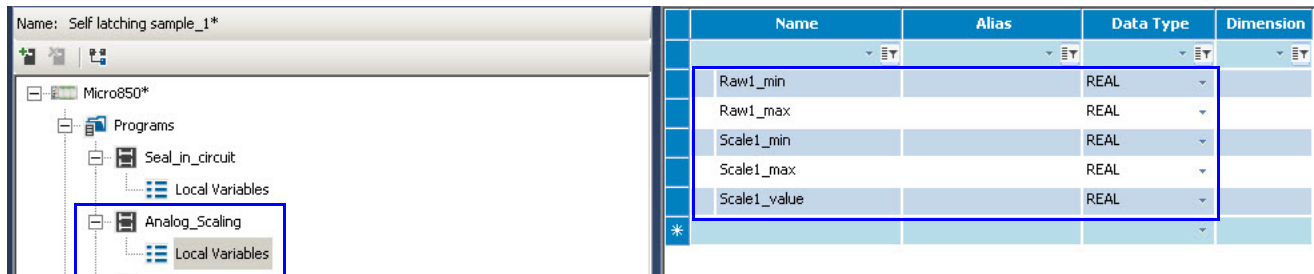 Name: Self latching sample_1*
Micro850*
Programs
Seal_in_circuit
Local Variables
Analog_Scaling
Local Variables
Name Alias Data Type Dimension
Raw1_min REAL
Raw1_max REAL
Scale1_min REAL
Scale1_max REAL
Scale1_value REAL
*